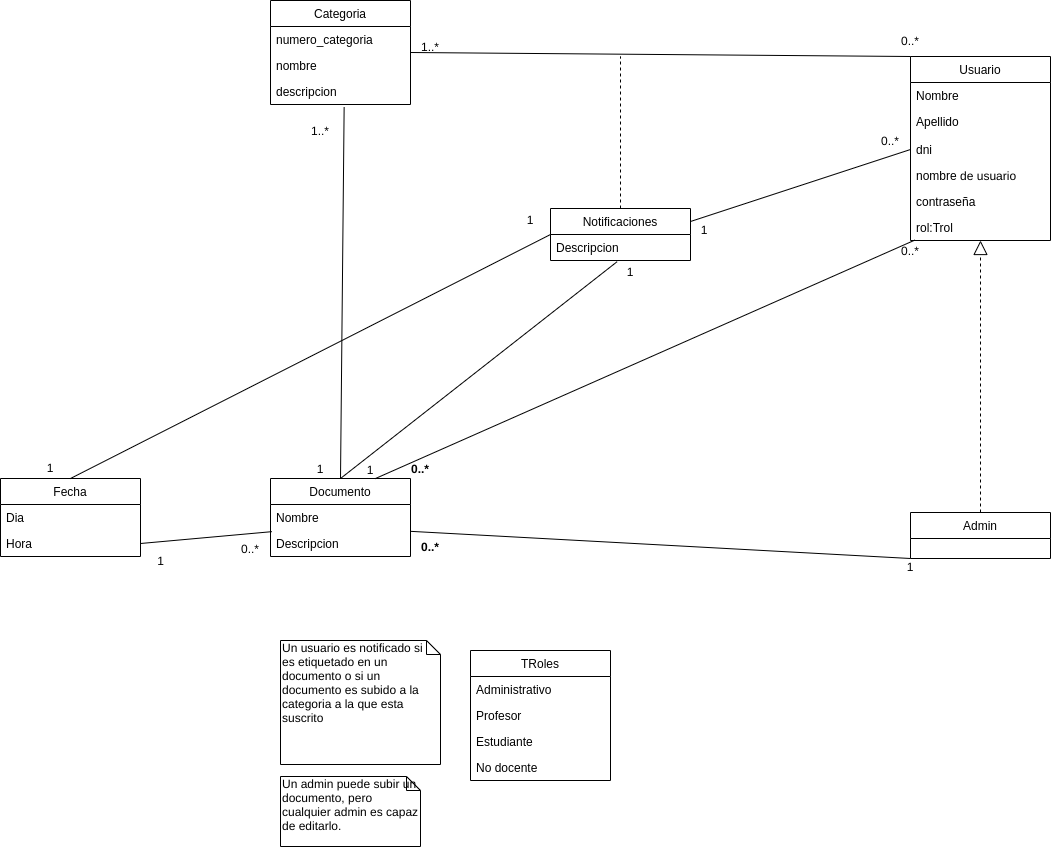 Categoria
numero_categoria
nombre
descripcion
1..*
0..*
Usuario
Nombre
Apellido
dni
nombre de usuario
contraseña
rol:Trol
1..*
0..*
Notificaciones
Descripcion
1
1
1
0..*
1
1
1
0..*
Fecha
Dia
Hora
Documento
Nombre
Descripcion
Admin
1
0..*
0..*
1
Un usuario es notificado si
es etiquetado en un
documento o si un
documento es subido a la
categoria a la que esta
suscrito
TRoles
Administrativo
Profesor
Estudiante
No docente
Un admin puede subir un
documento, pero
cualquier admin es capaz
de editarlo.